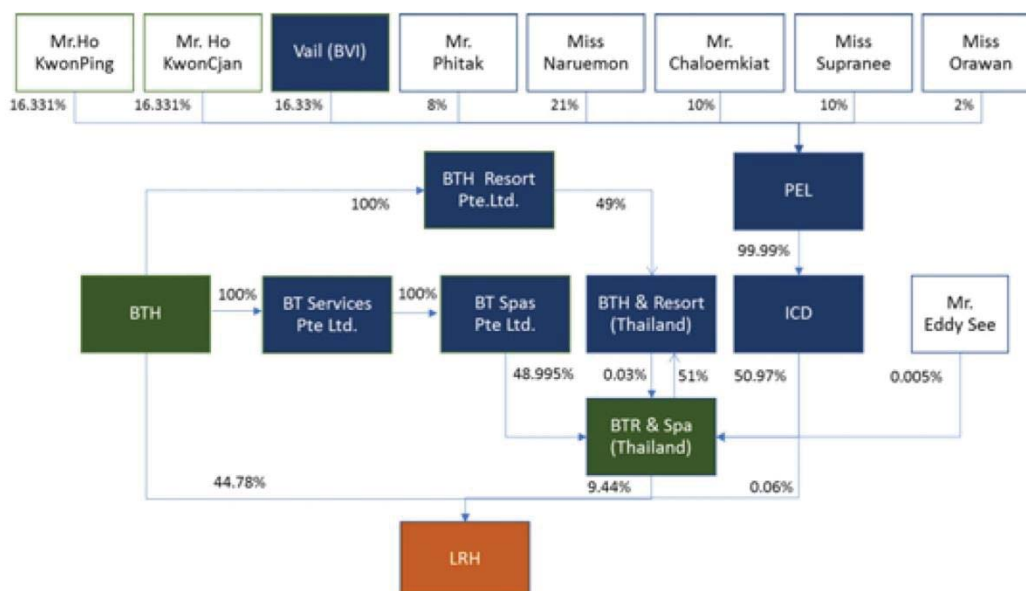 Mr.Ho
KwonPing
Mr. Ho
KwonCjan
Vail (BVI)
Mr.
Phitak
Miss
Naruemon
Mr.
Chaloemkiat
Miss
Supranee
Miss
Orawan
16.331%
16.331%
16.33%
8%
21%
10%
10%
2%
BTH Resort
Pte.Ltd.
PEL
100%
49%
99.99%
BTH
100%
BT Services
Pte Ltd.
100%
BT Spas
Pte Ltd.
BTH & Resort
(Thailand)
ICD
Mr.
Eddy See
48.995%
0.03%
51%
50.97%
0.005%
BTR & Spa
(Thailand)
44.78%
9.44%
0.06%
LRH